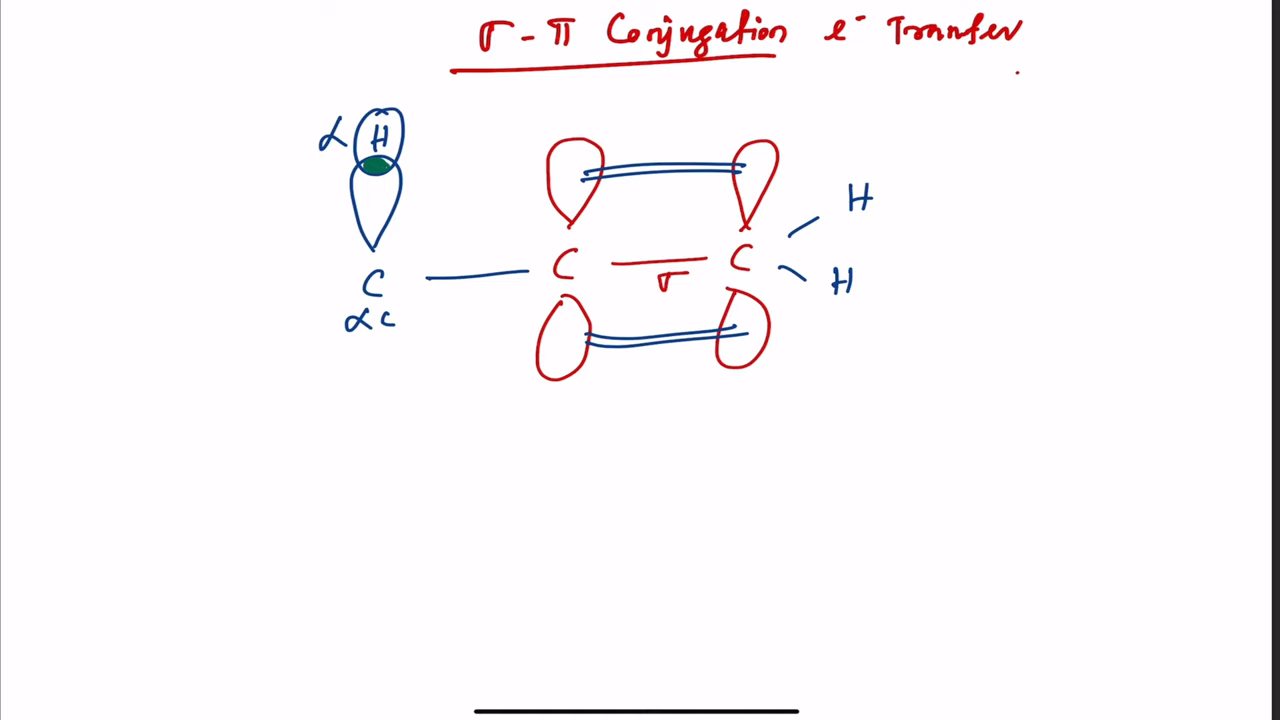 σ - π Conjugation e⁻ Transfer
α H
H
C C C
σ
H
αc